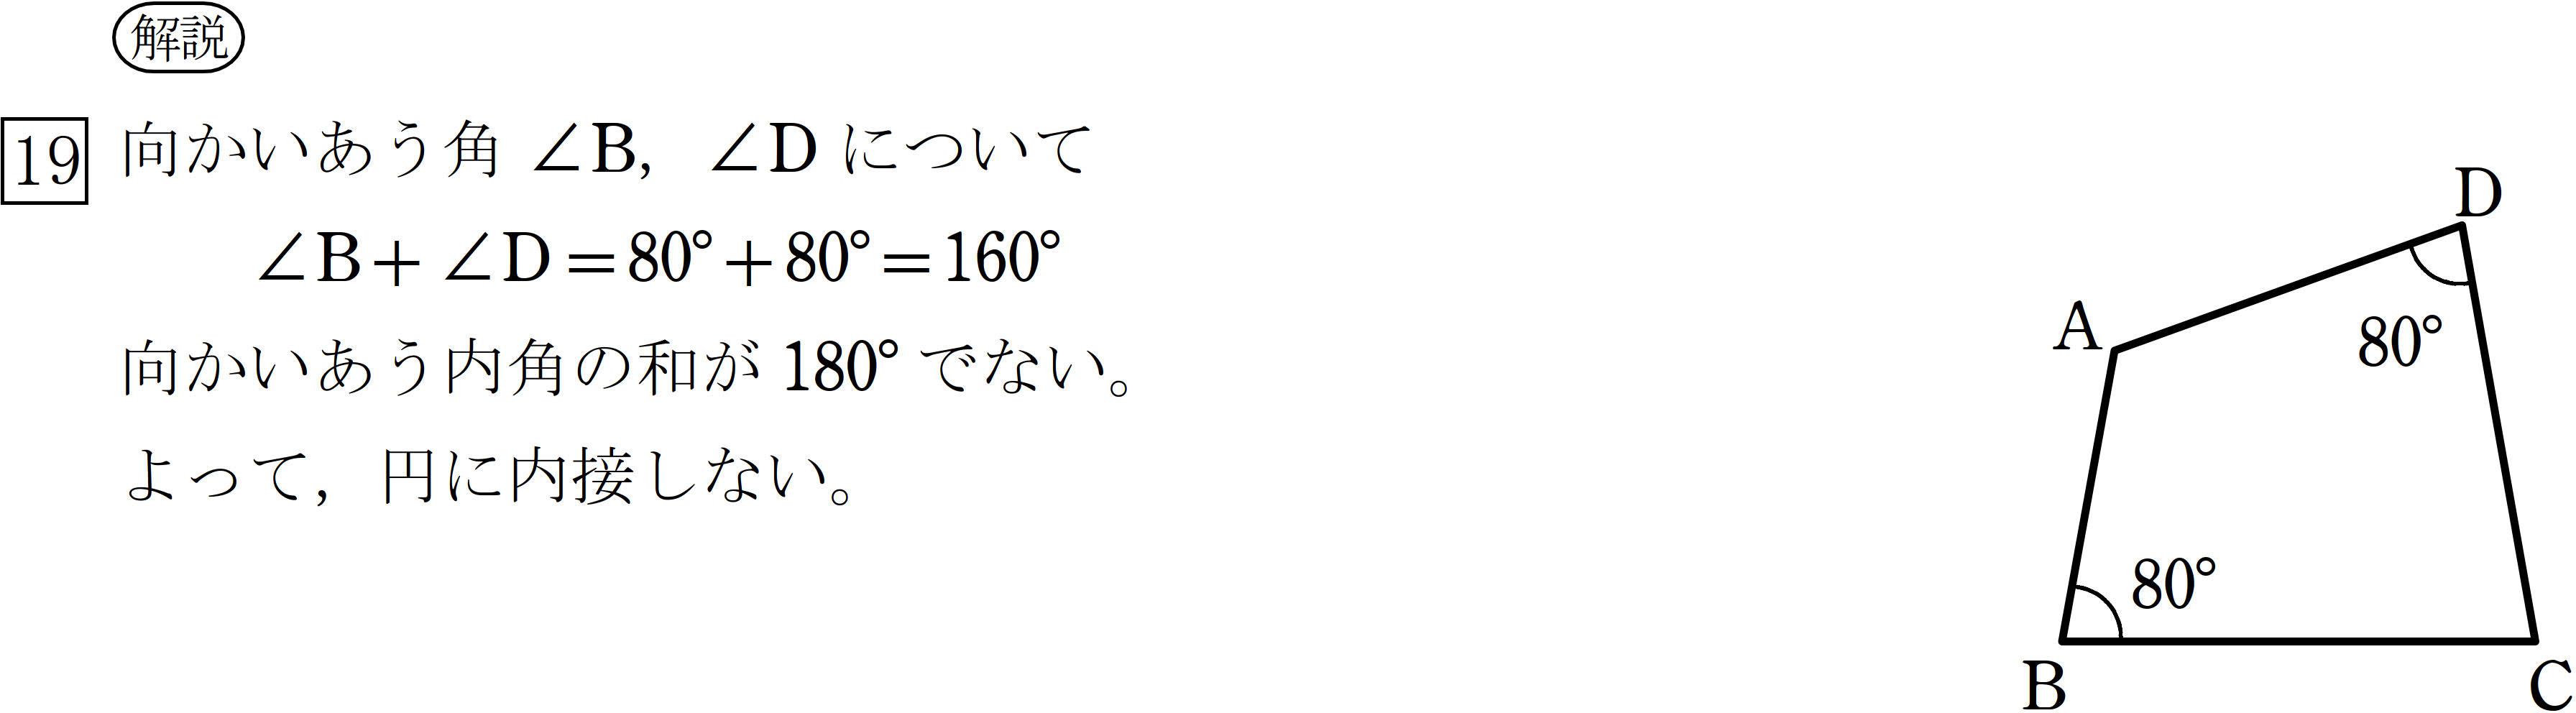 解説
19 向かいあう角 ∠B, ∠D について
∠B+∠D=80°+80°=160°
向かいあう内角の和が 180° でない。
よって, 円に内接しない。
D
A
80°
80°
B
C